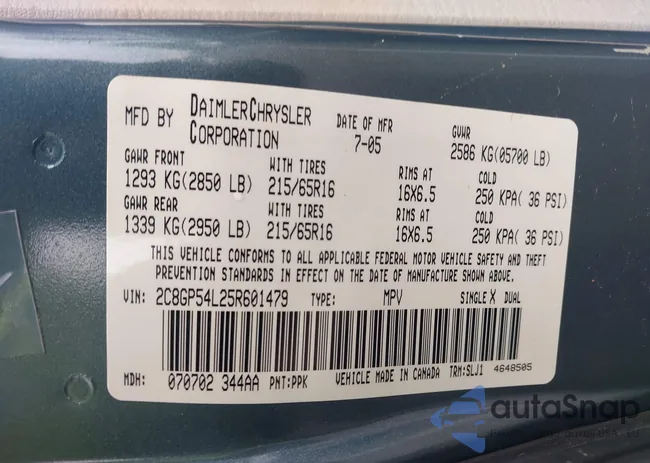 MFD BY DAIMLERCHRYSLER CORPORATION DATE OF MFR 7-05 GVWR 2586 KG(05700 LB)
GAWR FRONT WITH TIRES RIMS AT COLD
1293 KG(2850 LB) 215/65R16 16X6.5 250 KPA( 36 PSI)
GAWR REAR WITH TIRES RIMS AT COLD
1339 KG(2950 LB) 215/65R16 16X6.5 250 KPA( 36 PSI)
THIS VEHICLE CONFORMS TO ALL APPLICABLE FEDERAL MOTOR VEHICLE SAFETY AND THEFT
PREVENTION STANDARDS IN EFFECT ON THE DATE OF MANUFACTURE SHOWN ABOVE.
VIN: 2C8GP54L25R601479 TYPE: MPV SINGLE X DUAL
MDH: 070702 344AA PNT:PPK VEHICLE MADE IN CANADA TRM:SLJ1 4648505
autaSnap